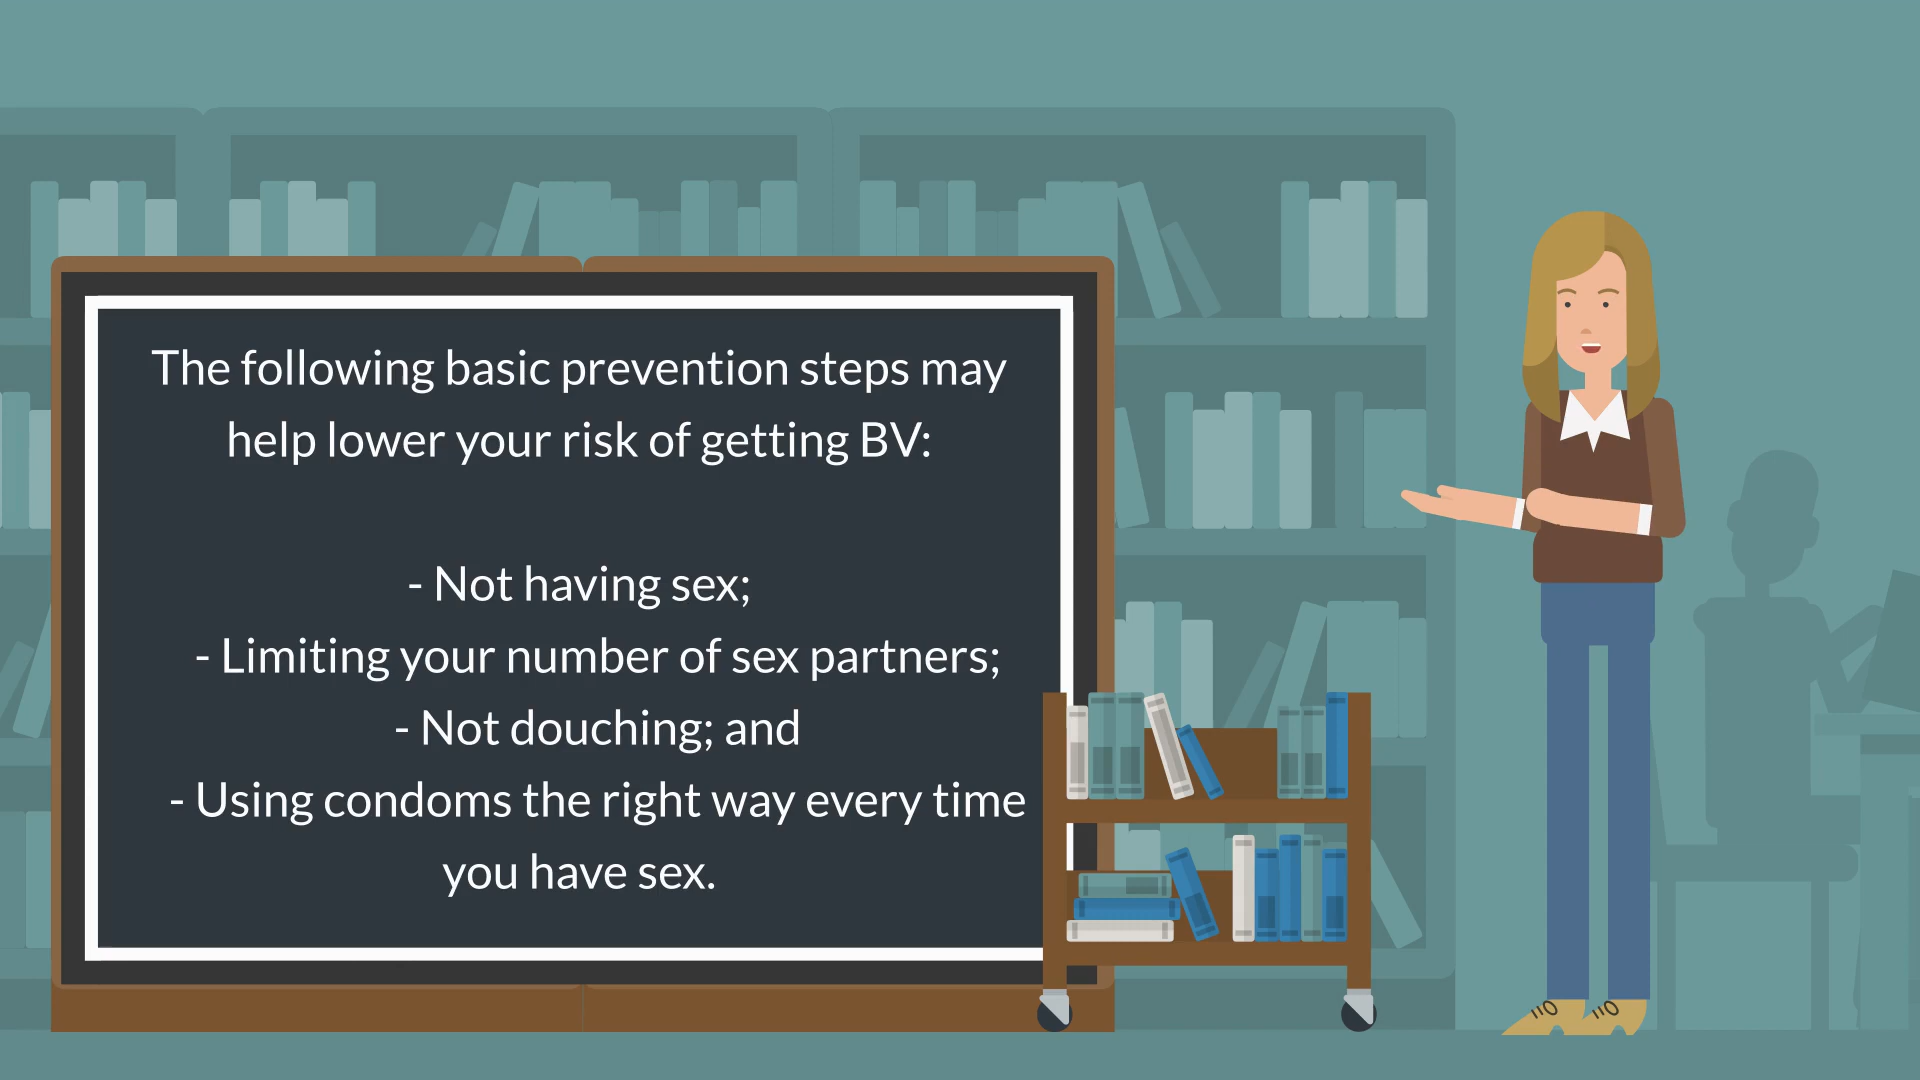 The following basic prevention steps may
help lower your risk of getting BV:
- Not having sex;
- Limiting your number of sex partners;
- Not douching; and
- Using condoms the right way every time
you have sex.